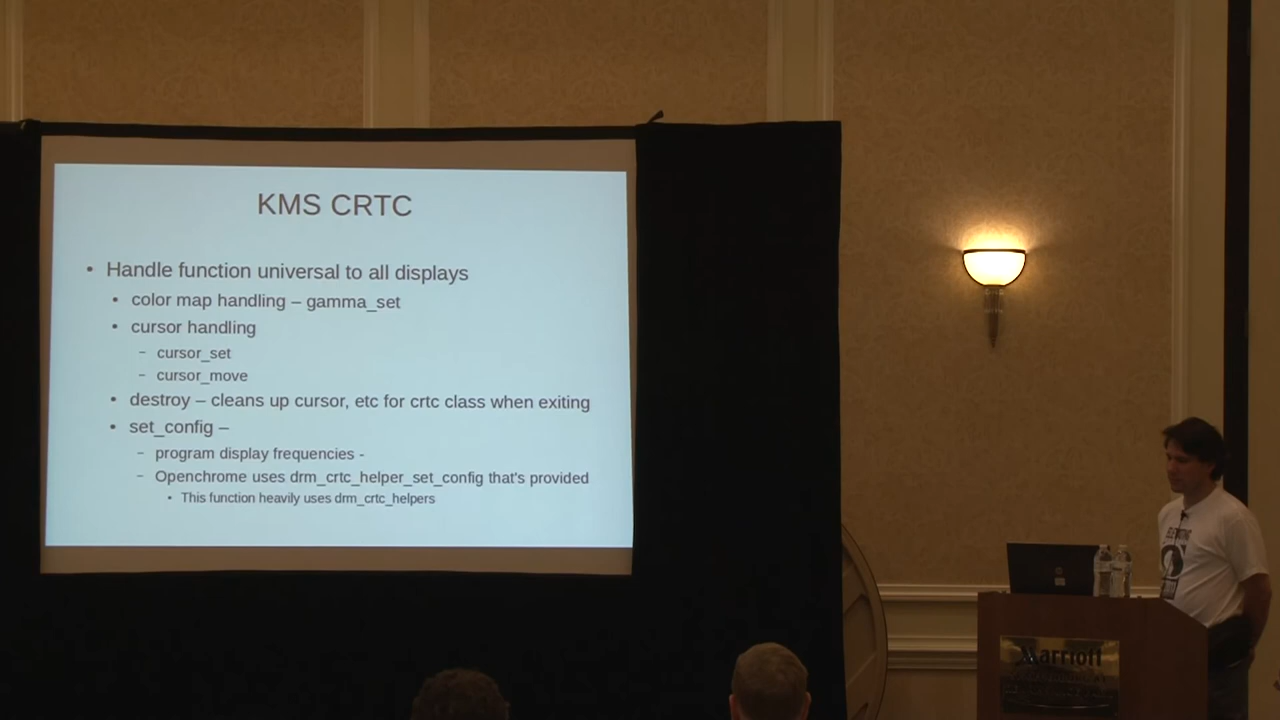 KMS CRTC
• Handle function universal to all displays
• color map handling – gamma_set
• cursor handling
– cursor_set
– cursor_move
• destroy – cleans up cursor, etc for crtc class when exiting
• set_config –
– program display frequencies -
– Openchrome uses drm_crtc_helper_set_config that's provided
• This function heavily uses drm_crtc_helpers
Marriott